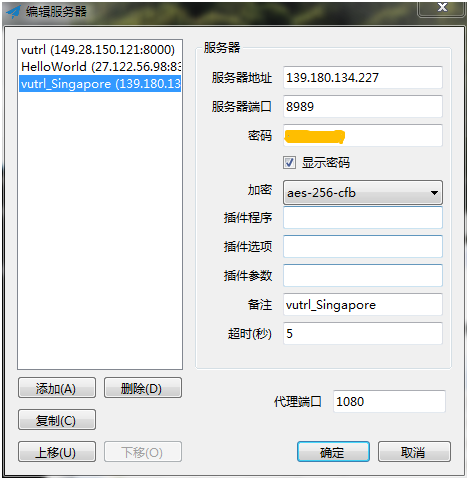 编辑服务器
vutrl (149.28.150.121:8000)
HelloWorld (27.122.56.98:83
vutrl_Singapore (139.180.13
服务器
服务器地址 139.180.134.227
服务器端口 8989
密码
显示密码
加密 aes-256-cfb
插件程序
插件选项
插件参数
备注 vutrl_Singapore
超时(秒) 5
添加(A) 删除(D)
代理端口 1080
复制(C)
上移(U) 下移(O) 确定 取消